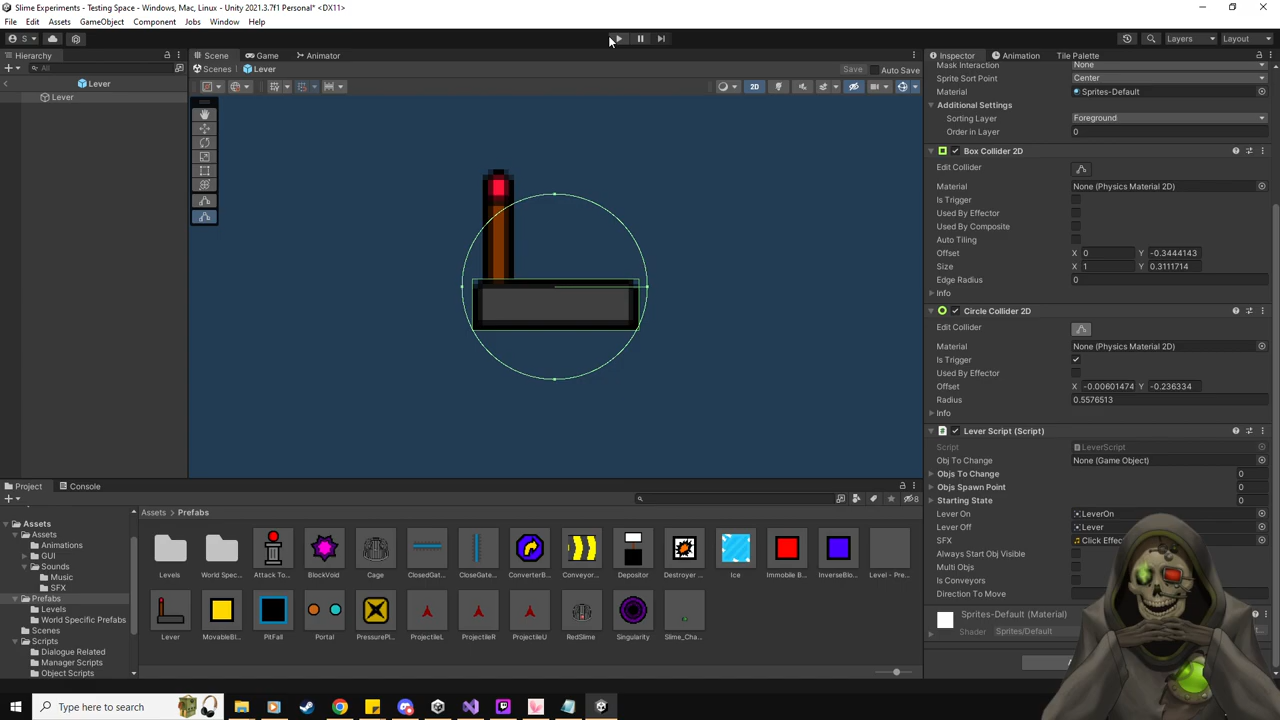 Slime Experiments - Testing Space - Windows, Mac, Linux - Unity 2021.3.7f1 Personal* <DX11>
File Edit Assets GameObject Component Jobs Window Help
S Layers Layout
Hierarchy
All
Lever
Lever
Scene Game Animator
Scenes Lever Save Auto Save
2D
Inspector Animation Tile Palette
Mask Interaction None
Sprite Sort Point Center
Material Sprites-Default
Additional Settings
Sorting Layer Foreground
Order in Layer 0
Box Collider 2D
Edit Collider
Material None (Physics Material 2D)
Is Trigger
Used By Effector
Used By Composite
Auto Tiling
Offset X 0 Y -0.3444143
Size X 1 Y 0.3111714
Edge Radius 0
Info
Circle Collider 2D
Edit Collider
Material None (Physics Material 2D)
Is Trigger
Used By Effector
Offset X -0.00601474 Y -0.236334
Radius 0.5576513
Info
Lever Script (Script)
Script LeverScript
Obj To Change None (Game Object)
Objs To Change 0
Objs Spawn Point 0
Starting State 0
Lever On LeverOn
Lever Off Lever
SFX Click Effec
Always Start Obj Visible
Multi Objs
Is Conveyors
Direction To Move
Sprites-Default (Material)
Shader Sprites/Default
Project Console
8
Assets
Assets
Animations
GUI
Sounds
Music
SFX
Prefabs
Levels
World Specific Prefabs
Scenes
Scripts
Dialogue Related
Manager Scripts
Object Scripts
Assets > Prefabs
Levels World Spec... Attack To... BlockVoid Cage ClosedGat... CloseGate... ConverterB... Conveyor... Depositor Destroyer ... Ice Immobile B... InverseBlo... Level - Pre...
Lever MovableBl... PitFall Portal PressurePl... ProjectileL ProjectileR ProjectileU RedSlime Singularity Slime_Cha...
Type here to search